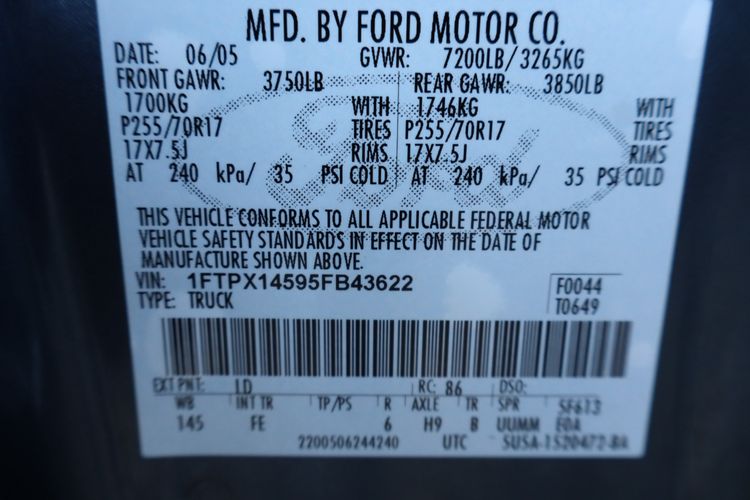 MFD. BY FORD MOTOR CO.
DATE: 06/05 GVWR: 7200LB/3265KG
FRONT GAWR: 3750LB REAR GAWR: 3850LB
1700KG WITH 1746KG WITH
P255/70R17 TIRES P255/70R17 TIRES
17X7.5J RIMS 17X7.5J RIMS
AT 240 kPa/ 35 PSI COLD AT 240 kPa/ 35 PSI COLD
THIS VEHICLE CONFORMS TO ALL APPLICABLE FEDERAL MOTOR
VEHICLE SAFETY STANDARDS IN EFFECT ON THE DATE OF
MANUFACTURE SHOWN ABOVE.
VIN: 1FTPX14595FB43622 F0044
TYPE: TRUCK T0649
EXT PNT: LD RC: 86 DSO:
WB INT TR TP/PS R AXLE TR SPR SF613
145 FE 6 H9 B UUMM E0A
2200506244240 UTC SU5A-1520472-BA